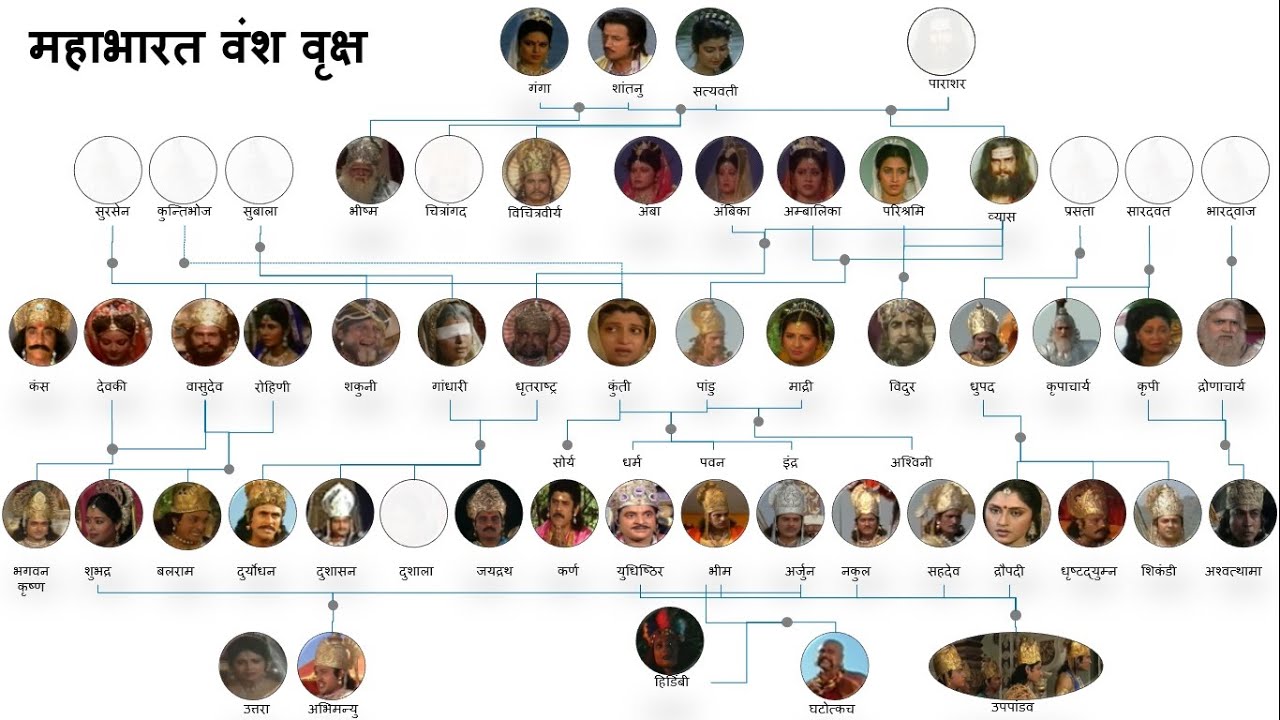 महाभारत वंश वृक्ष
गंगा शांतनु सत्यवती पाराशर
सुरसेन कुन्तिभोज सुबाला भीष्म चित्रांगद विचित्रवीर्य अंबा अंबिका अम्बालिका परिश्रमि व्यास प्रसता सारदवत भारद्वाज
कंस देवकी वासुदेव रोहिणी शकुनी गांधारी धृतराष्ट्र कुंती पांडु माद्री विदुर ध्रुपद कृपाचार्य कृपी द्रोणाचार्य
सोर्य धर्म पवन इंद्र अश्विनी
भगवन शुभद्र बलराम दुर्योधन दुशासन दुशाला जयद्रथ कर्ण युधिष्ठिर भीम अर्जुन नकुल सहदेव द्रौपदी धृष्टद्युम्न शिकंडी अश्वत्थामा
कृष्ण
हिडिंबी
उत्तरा अभिमन्यु घटोत्कच उपपांडव